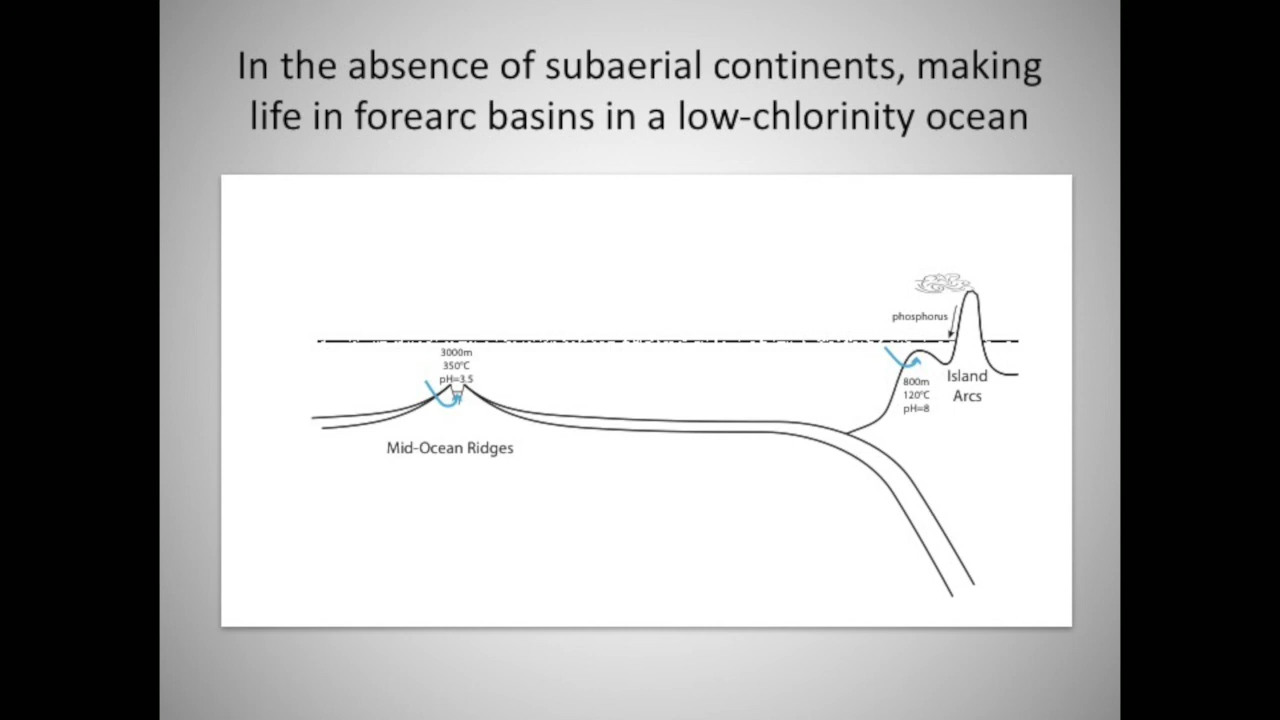 In the absence of subaerial continents, making
life in forearc basins in a low-chlorinity ocean
phosphorus
3000m
350°C
pH=3.5
Island
Arcs
800m
120°C
pH=8
Mid-Ocean Ridges